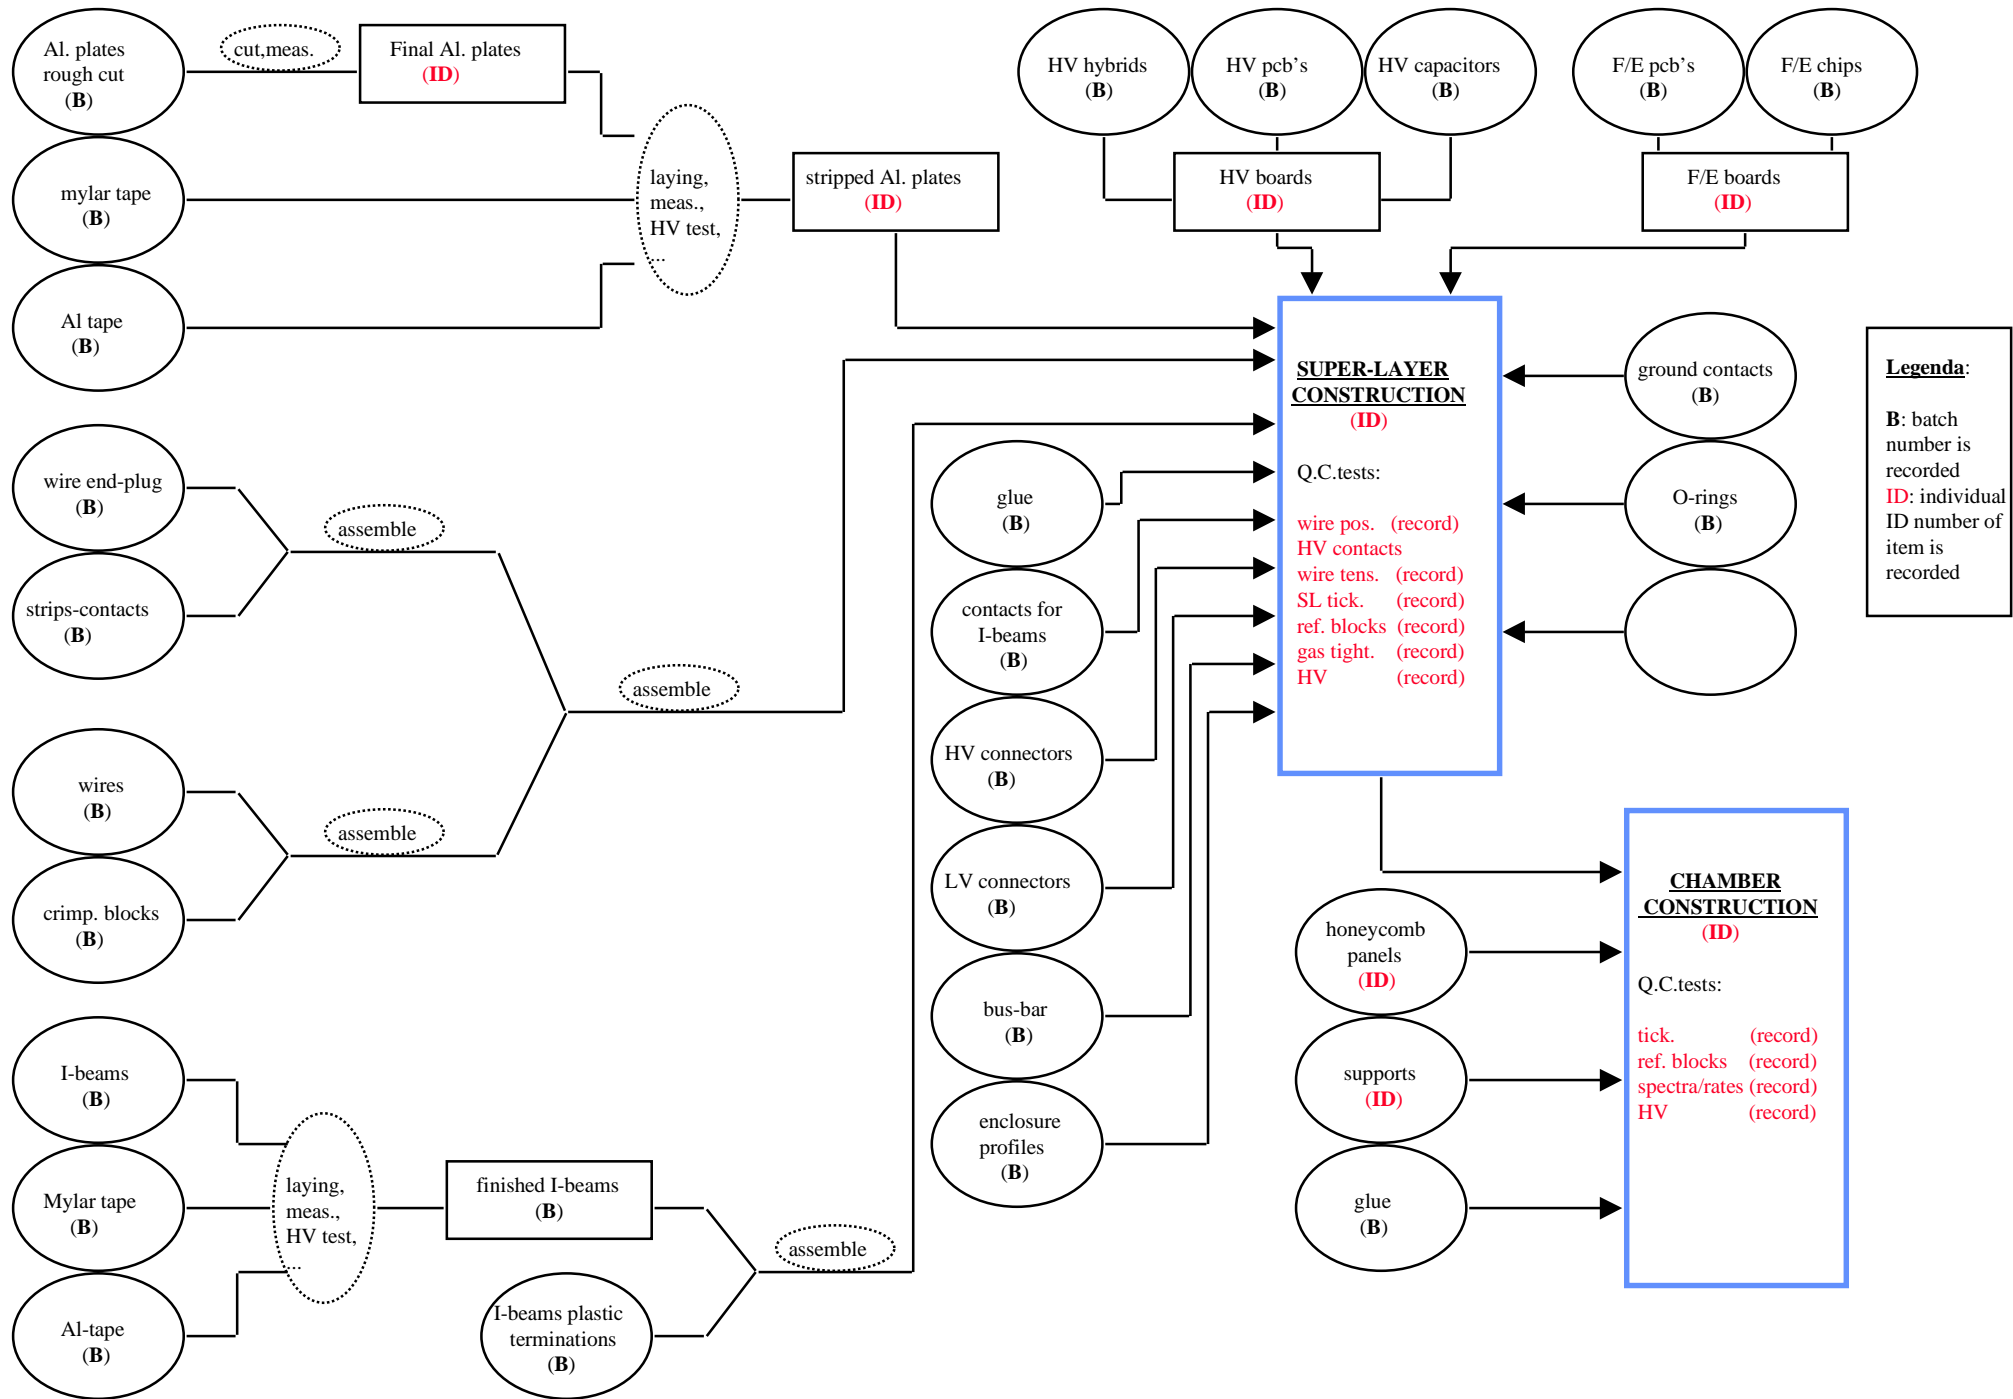 Al. plates
rough cut
(B)
cut,meas.
Final Al. plates
(ID)
mylar tape
(B)
Al tape
(B)
laying,
meas.,
HV test,
...
stripped Al. plates
(ID)
HV hybrids
(B)
HV pcb's
(B)
HV capacitors
(B)
HV boards
(ID)
F/E pcb's
(B)
F/E chips
(B)
F/E boards
(ID)
wire end-plug
(B)
strips-contacts
(B)
assemble
wires
(B)
crimp. blocks
(B)
assemble
assemble
I-beams
(B)
Mylar tape
(B)
Al-tape
(B)
laying,
meas.,
HV test,
...
finished I-beams
(B)
I-beams plastic
terminations
(B)
assemble
glue
(B)
contacts for
I-beams
(B)
HV connectors
(B)
LV connectors
(B)
bus-bar
(B)
enclosure
profiles
(B)
SUPER-LAYER
CONSTRUCTION
(ID)
Q.C.tests:
wire pos. (record)
HV contacts
wire tens. (record)
SL tick. (record)
ref. blocks (record)
gas tight. (record)
HV (record)
ground contacts
(B)
O-rings
(B)
Legenda:
B: batch
number is
recorded
ID: individual
ID number of
item is
recorded
honeycomb
panels
(ID)
supports
(ID)
glue
(B)
CHAMBER
CONSTRUCTION
(ID)
Q.C.tests:
tick. (record)
ref. blocks (record)
spectra/rates (record)
HV (record)